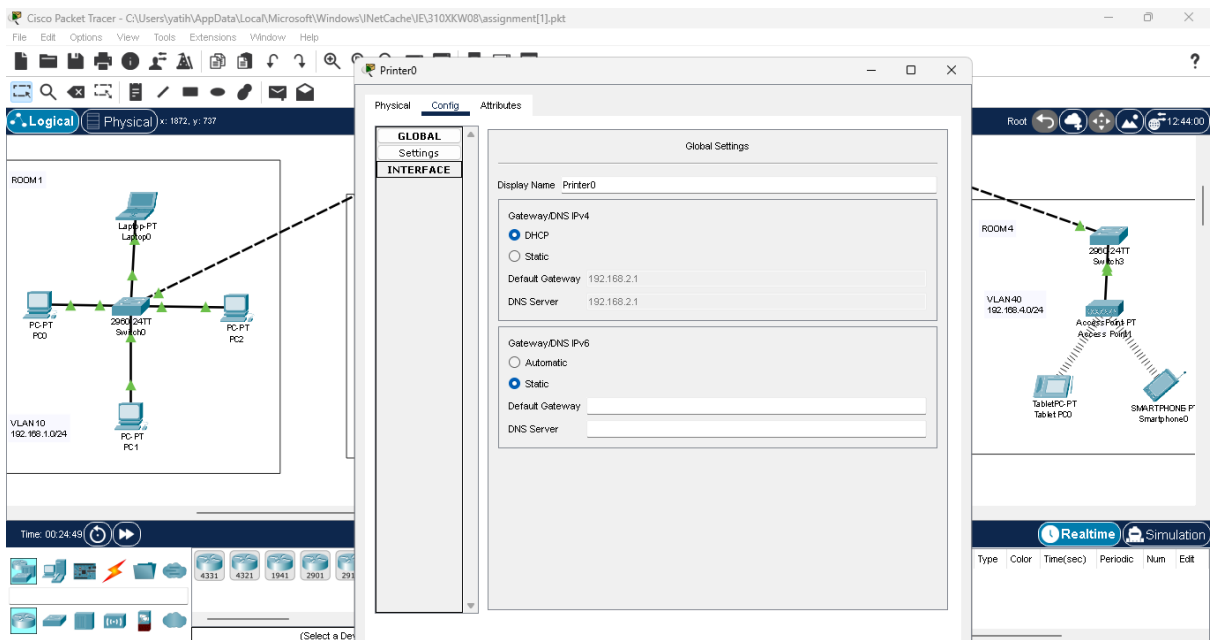 Cisco Packet Tracer - C:\Users\yatih\AppData\Local\Microsoft\Windows\INetCache\IE\310XKW08\assignment[1].pkt
File Edit Options View Tools Extensions Window Help
Printer0
Logical Physical x: 1872, y: 737
Root 12:44:00
Physical Config Attributes
GLOBAL
Settings
INTERFACE
Global Settings
Display Name Printer0
Gateway/DNS IPv4
DHCP
Static
Default Gateway 192.168.2.1
DNS Server 192.168.2.1
Gateway/DNS IPv6
Automatic
Static
Default Gateway
DNS Server
ROOM 1
Laptop-PT
Laptop0
PC-PT
PC0
2960-24TT
Switch0
PC-PT
PC2
VLAN 10
192.168.1.0/24
PC-PT
PC1
ROOM 4
2960-24TT
Switch3
VLAN40
192.168.4.0/24
Access Point-PT
Access Point1
TabletPC-PT
Tablet PC0
SMARTPHONE-P
Smartphone0
Time: 00:24:49
Realtime Simulation
4331 4321 1941 2901 291
Type Color Time(sec) Periodic Num Edit
(Select a De